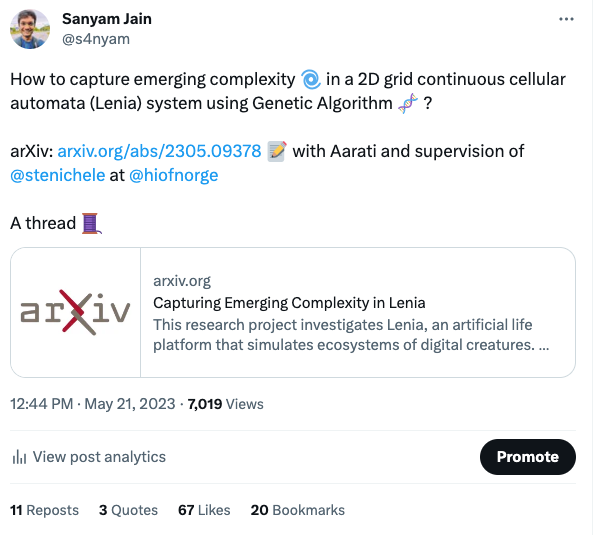 Sanyam Jain
@s4nyam
How to capture emerging complexity 🌀 in a 2D grid continuous cellular
automata (Lenia) system using Genetic Algorithm 🧬 ?
arXiv: arxiv.org/abs/2305.09378 📝 with Aarati and supervision of
@stenichele at @hiofnorge
A thread 🧵
arXiv
arxiv.org
Capturing Emerging Complexity in Lenia
This research project investigates Lenia, an artificial life
platform that simulates ecosystems of digital creatures. ...
12:44 PM · May 21, 2023 · 7,019 Views
View post analytics
Promote
11 Reposts 3 Quotes 67 Likes 20 Bookmarks